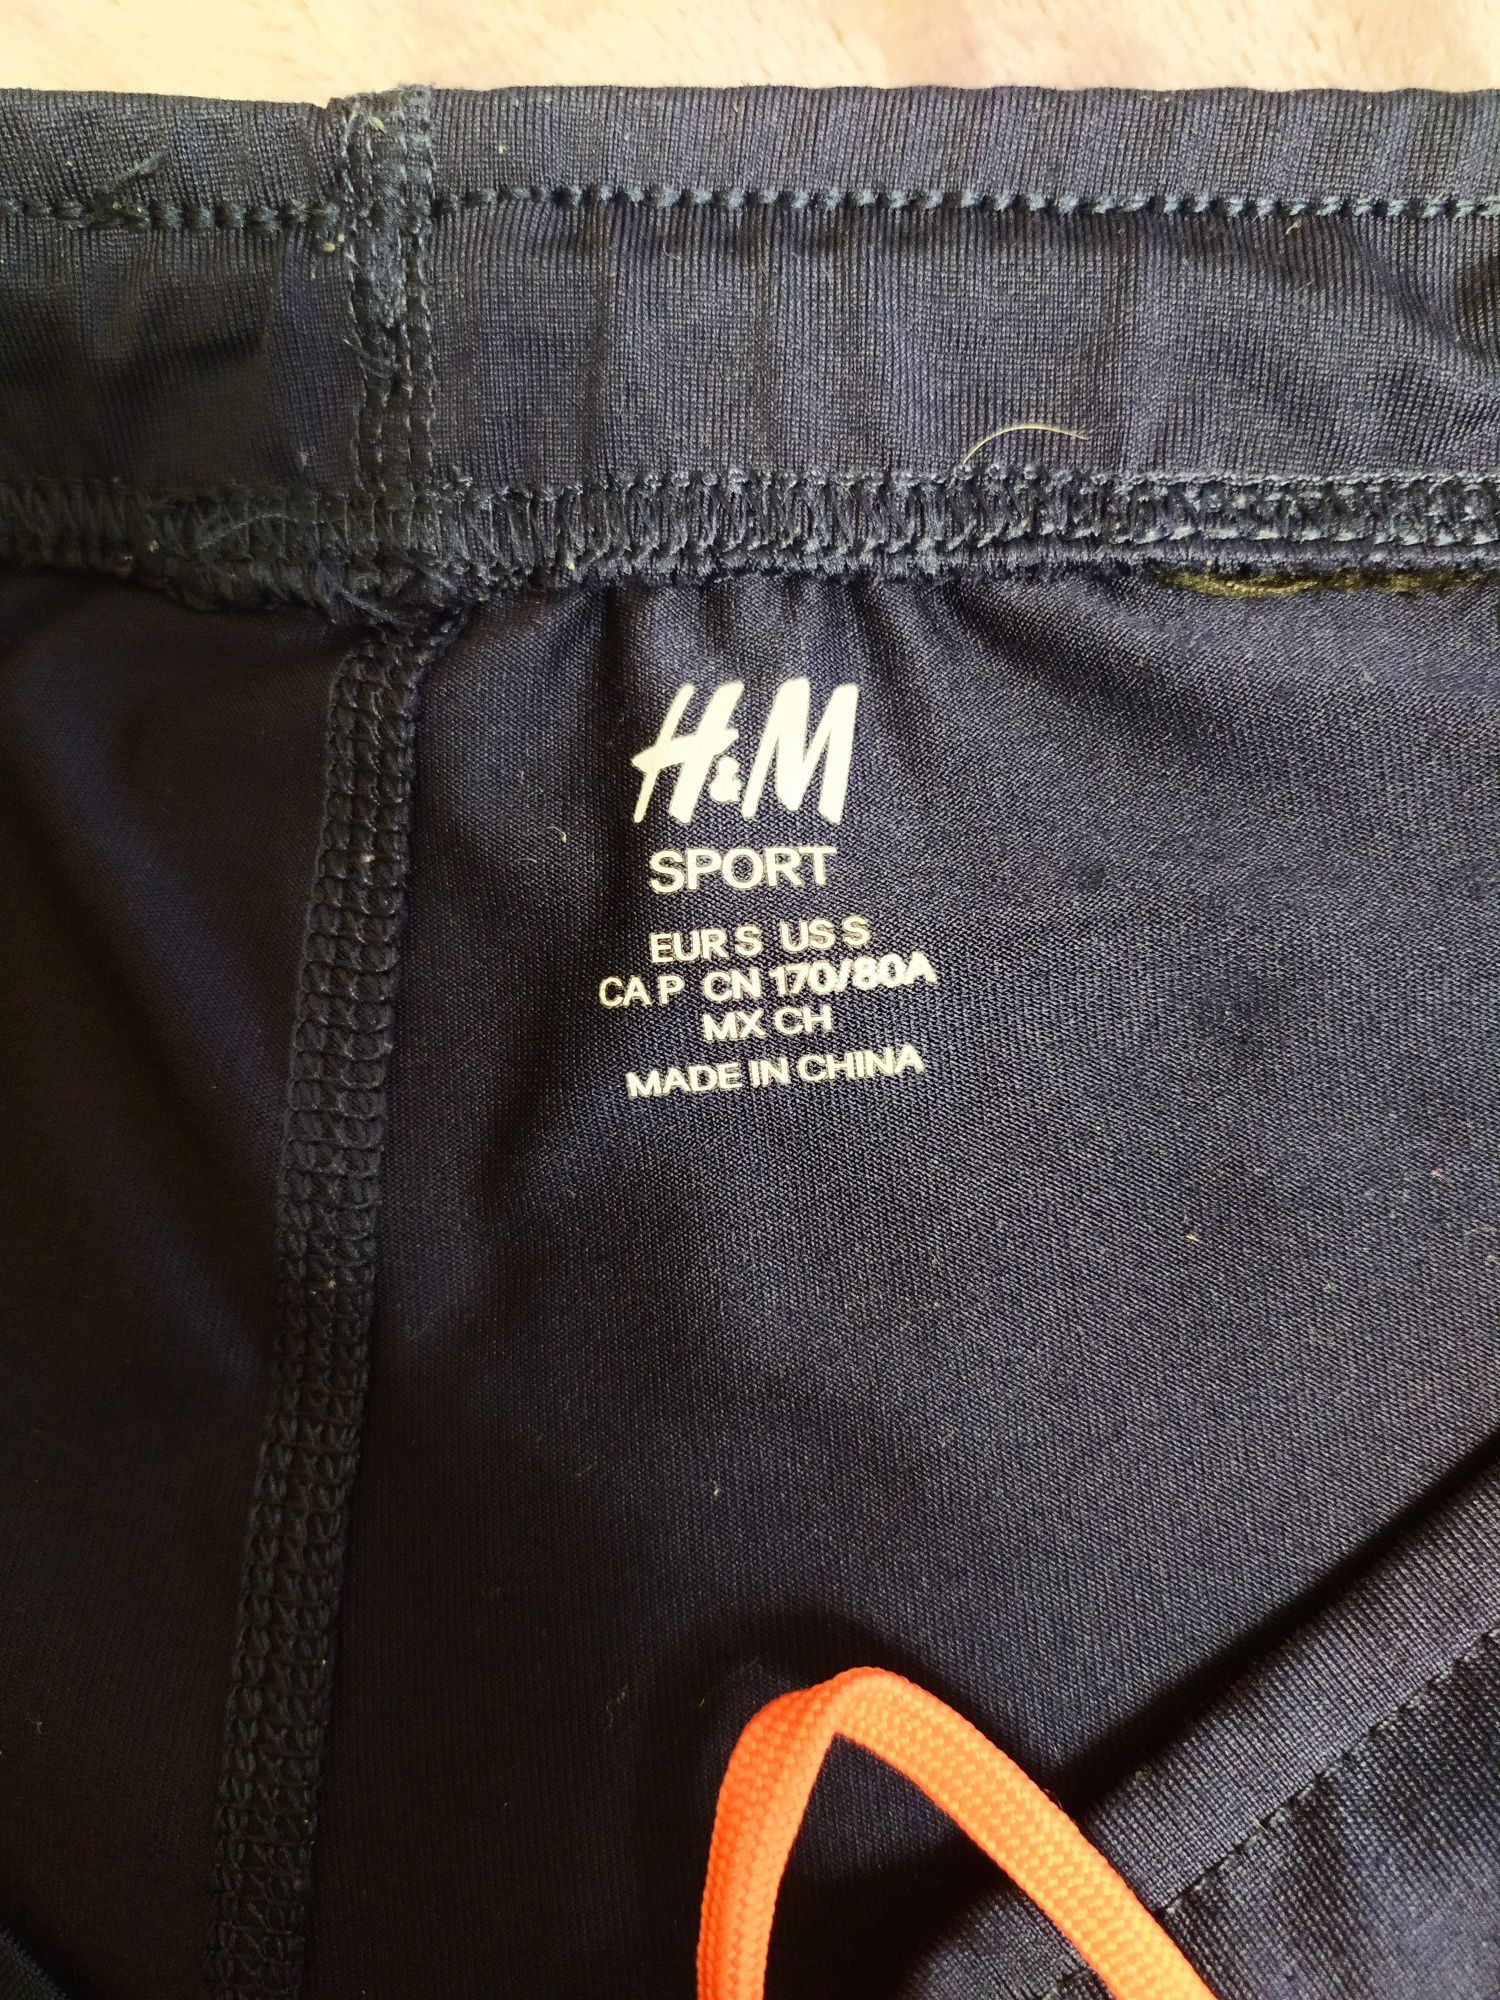 H&M
SPORT
EUR S US S
CA P CN 170/80A
MX CH
MADE IN CHINA